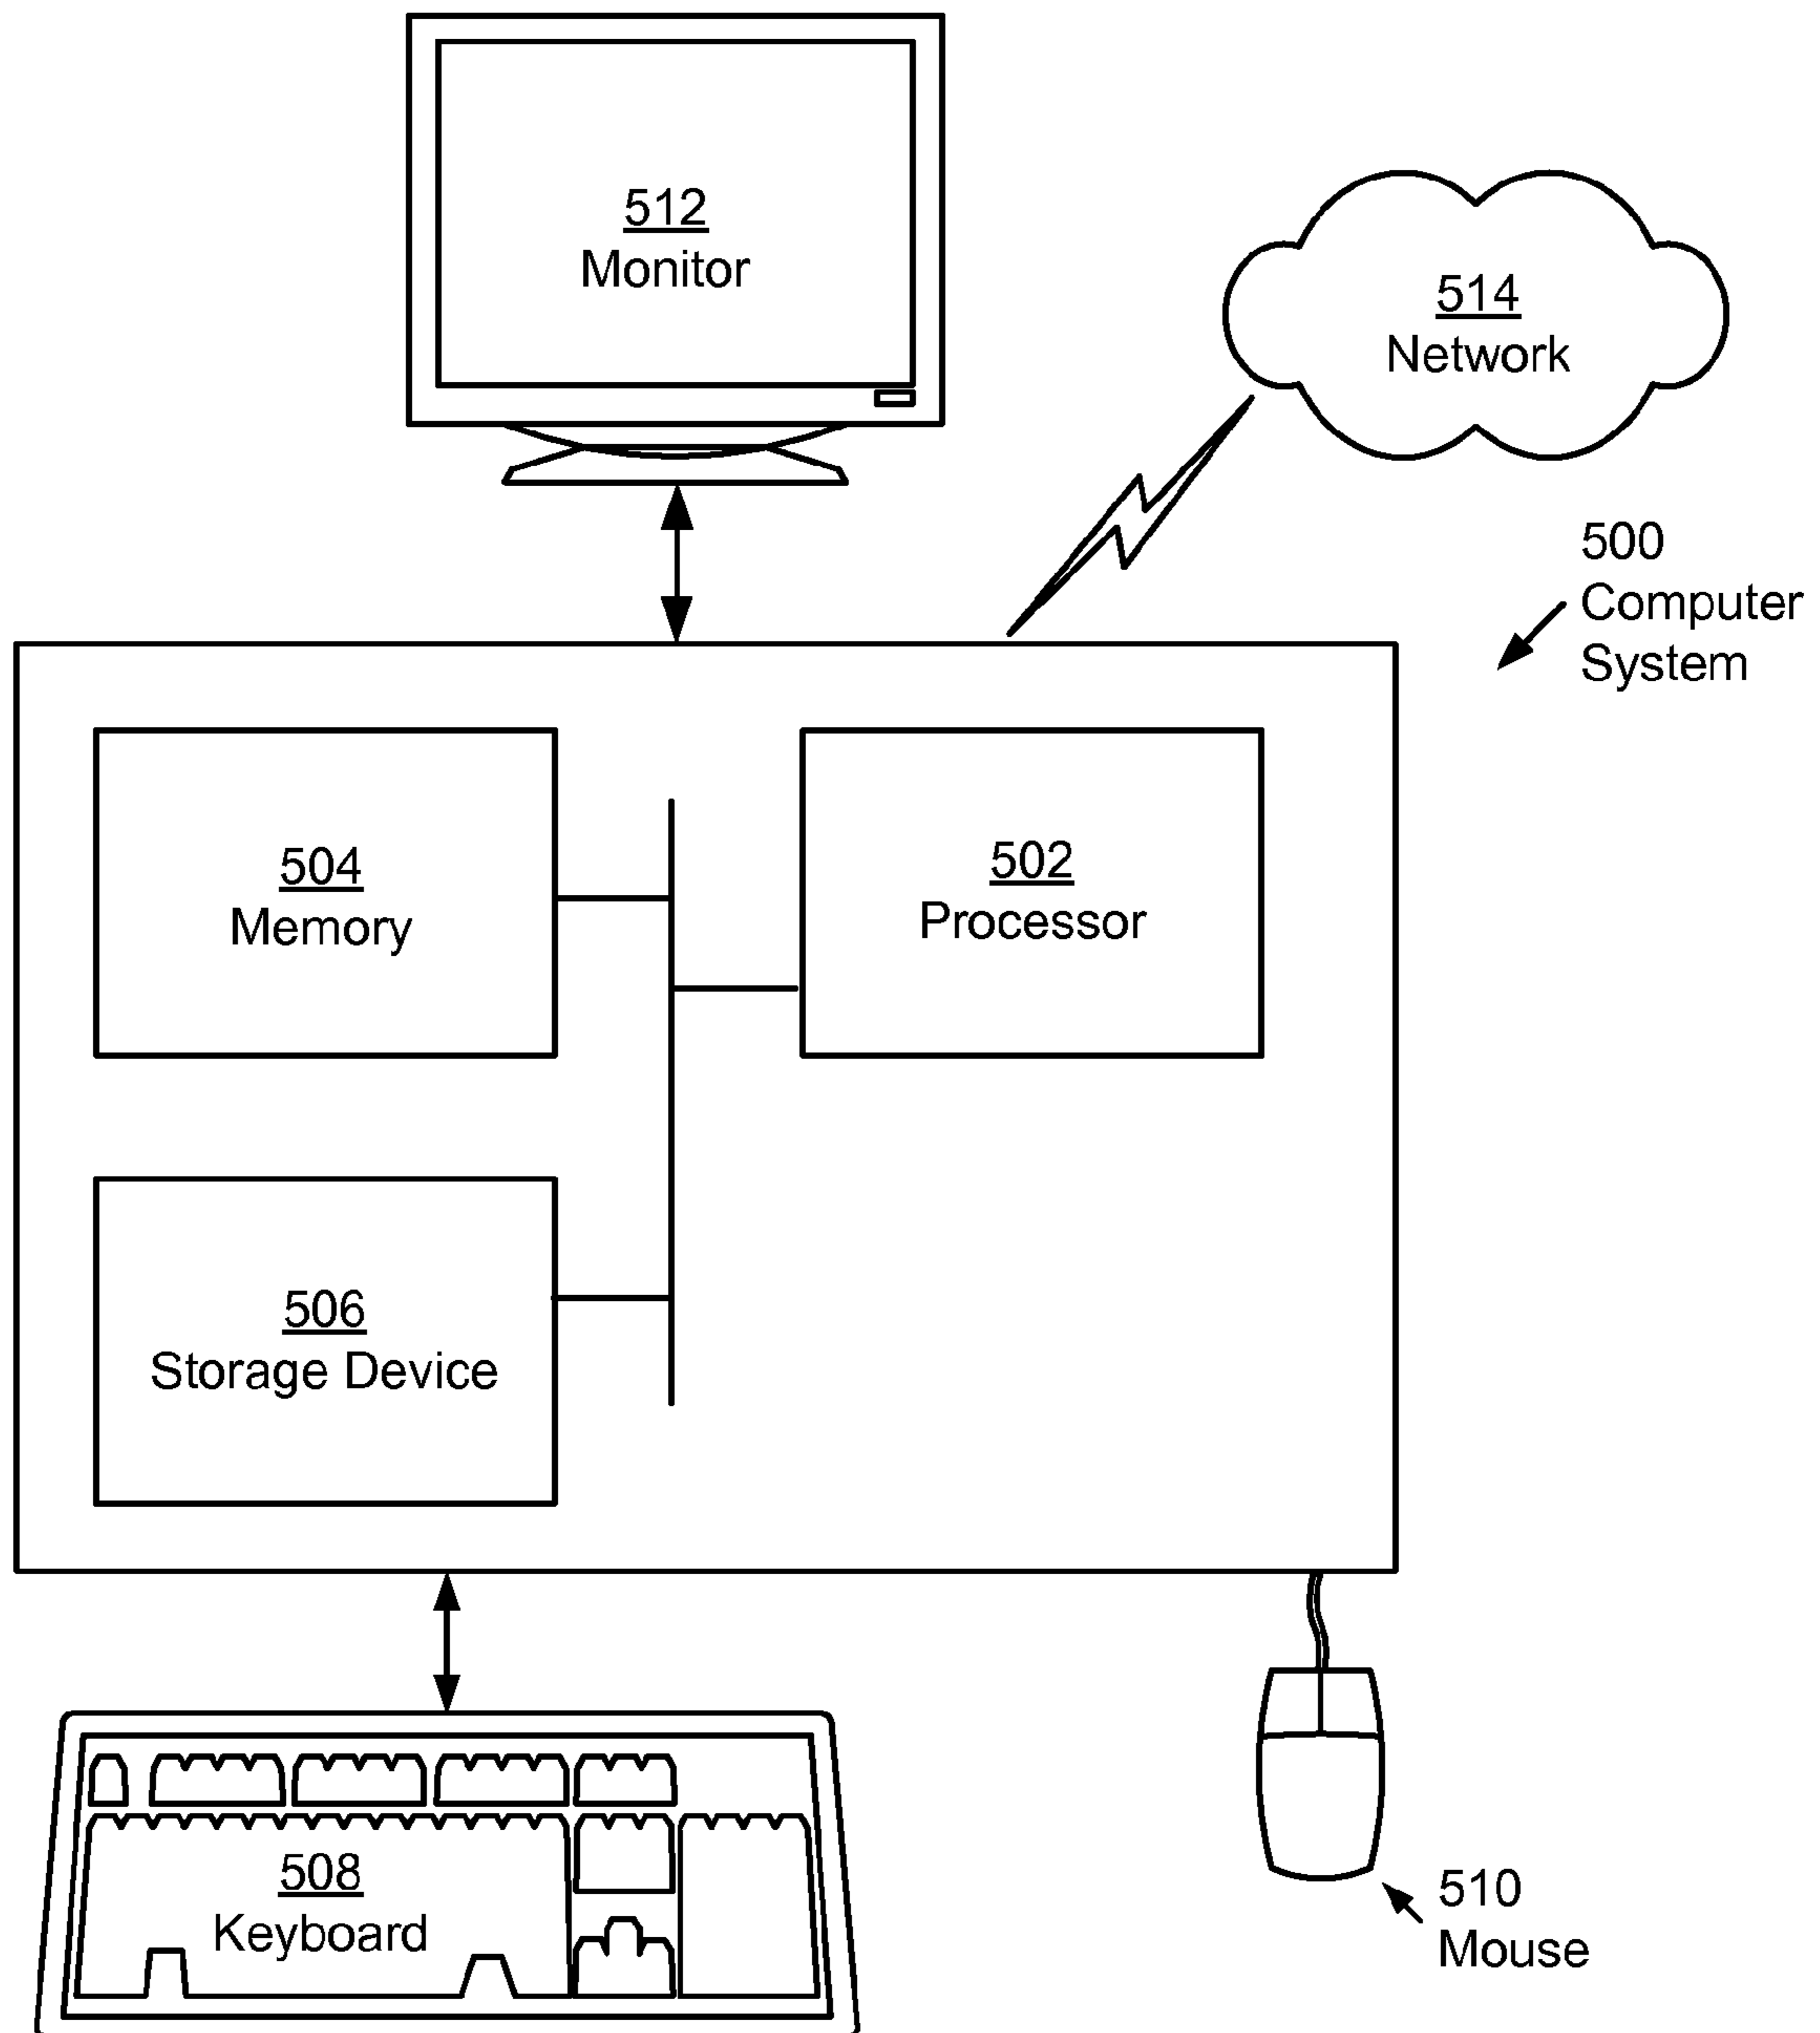 512
Monitor
514
Network
500
Computer
System
504
Memory
502
Processor
506
Storage Device
508
Keyboard
510
Mouse